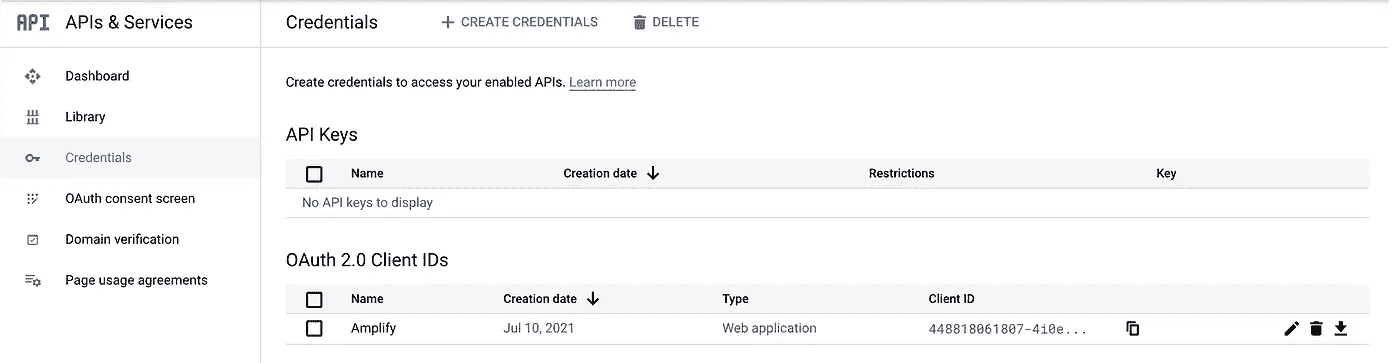 API APIs & Services
Credentials
+ CREATE CREDENTIALS
DELETE
Dashboard
Library
Credentials
OAuth consent screen
Domain verification
Page usage agreements
Create credentials to access your enabled APIs. Learn more
API Keys
Name Creation date Restrictions Key
No API keys to display
OAuth 2.0 Client IDs
Name Creation date Type Client ID
Amplify Jul 10, 2021 Web application 448818061807-4i0e...